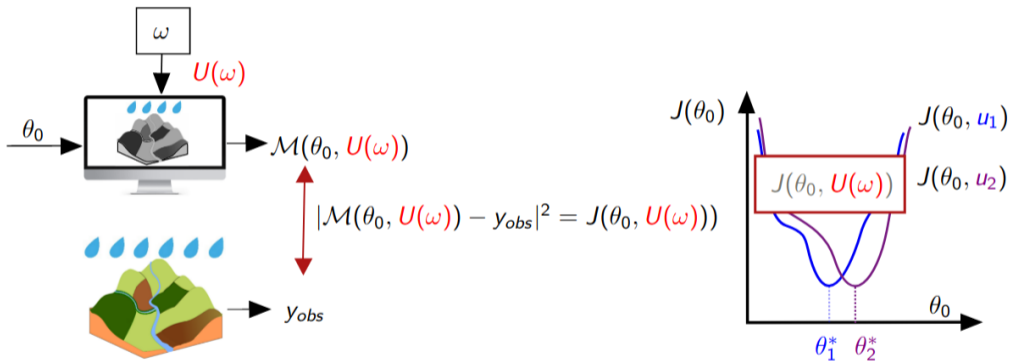 ω
U(ω)
θ₀
M(θ₀, U(ω))
|M(θ₀, U(ω)) − y_obs|² = J(θ₀, U(ω)))
y_obs
J(θ₀)
J(θ₀, u₁)
J(θ₀, U(ω))
J(θ₀, u₂)
θ₀
θ₁* θ₂*